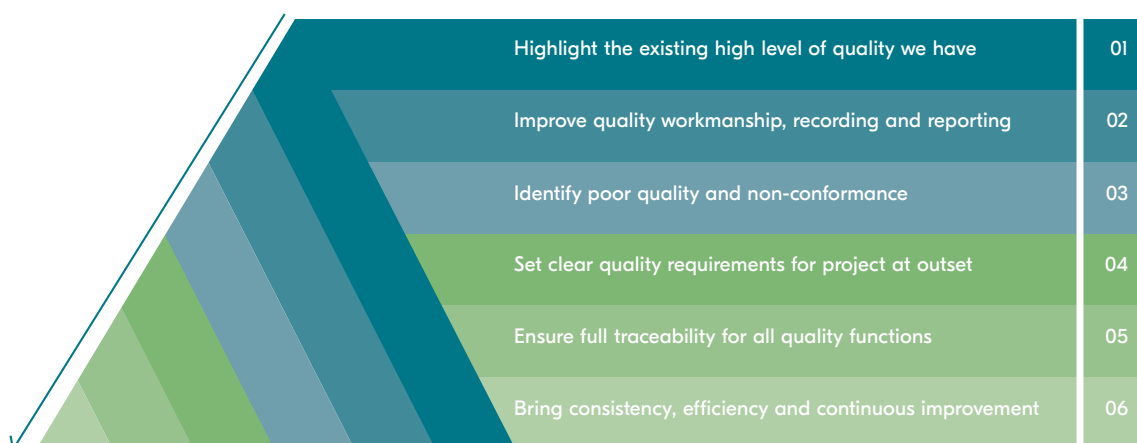 Highlight the existing high level of quality we have 01
Improve quality workmanship, recording and reporting 02
Identify poor quality and non-conformance 03
Set clear quality requirements for project at outset 04
Ensure full traceability for all quality functions 05
Bring consistency, efficiency and continuous improvement 06